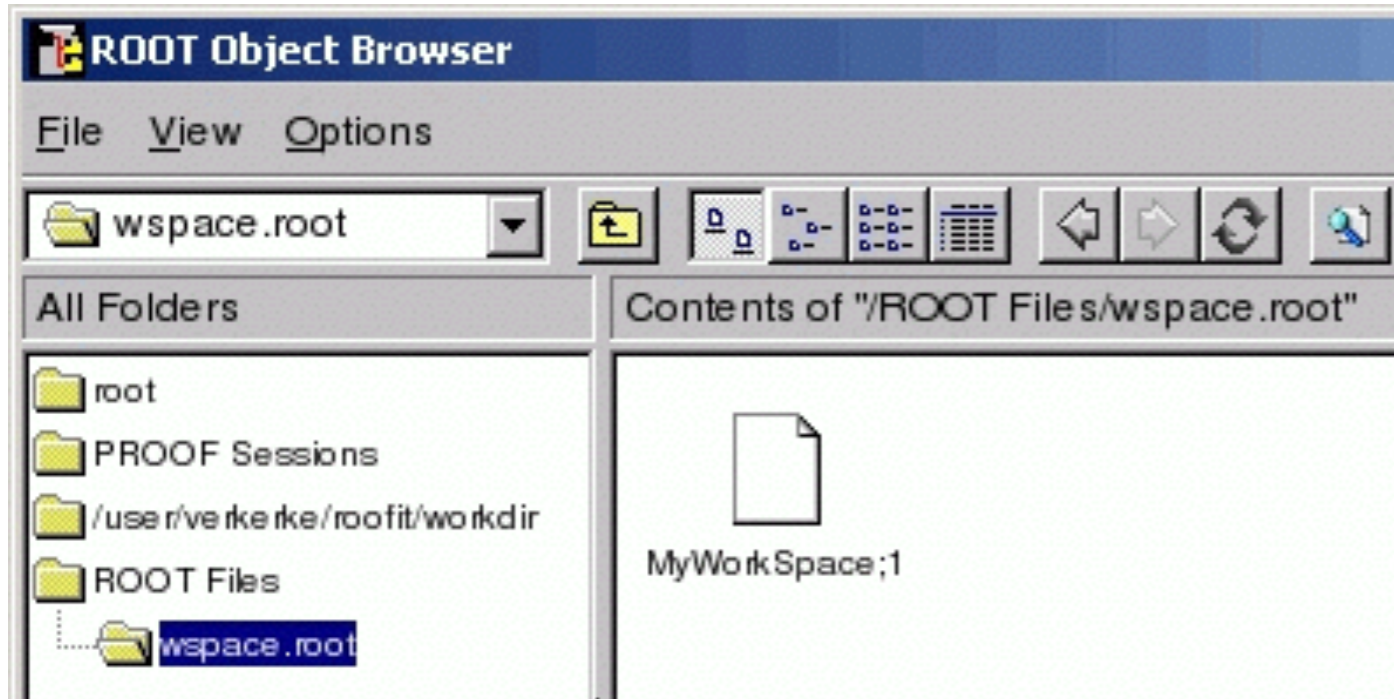 ROOT Object Browser
File View Options
wspace.root
All Folders
Contents of "/ROOT Files/wspace.root"
root
PROOF Sessions
/user/verkerke/roofit/workdir
ROOT Files
wspace.root
MyWorkSpace;1